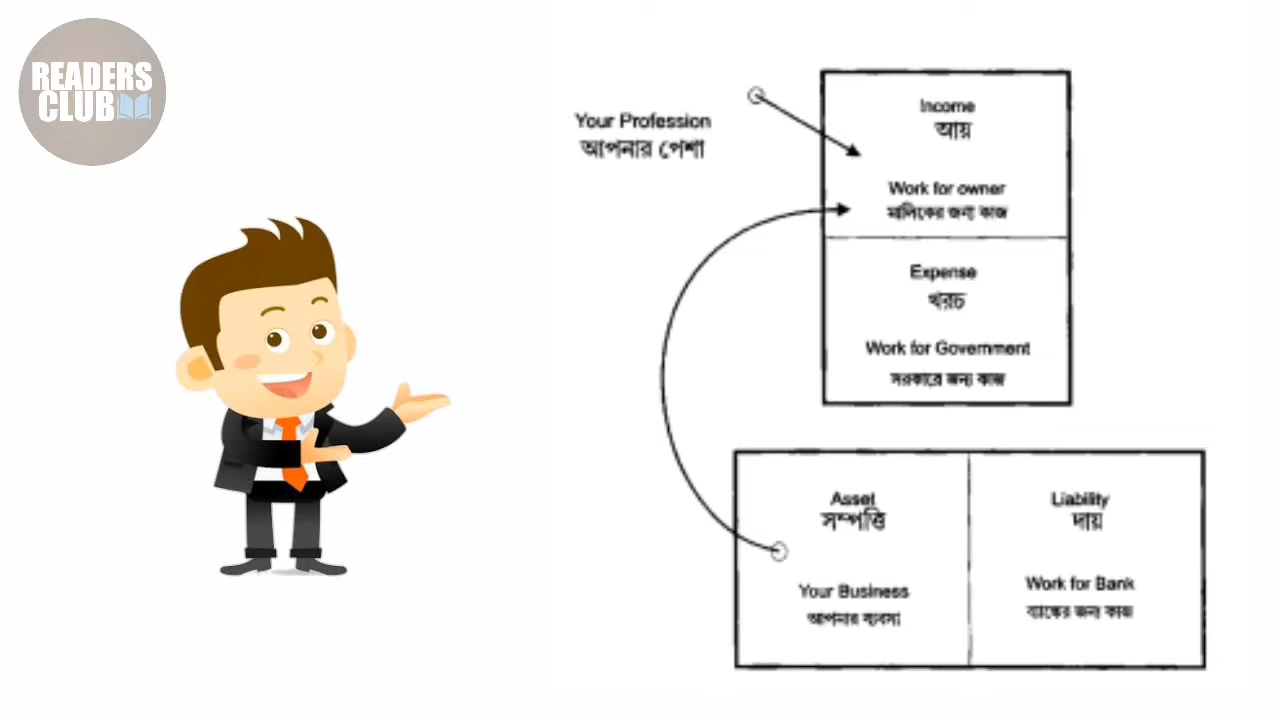 READERS
CLUB
Your Profession
আপনার পেশা
Income
আয়
Work for owner
মালিকের জন্য কাজ
Expense
খরচ
Work for Government
সরকারে জন্য কাজ
Asset
সম্পত্তি
Your Business
আপনার ব্যবসা
Liability
দায়
Work for Bank
ব্যাঙ্কের জন্য কাজ